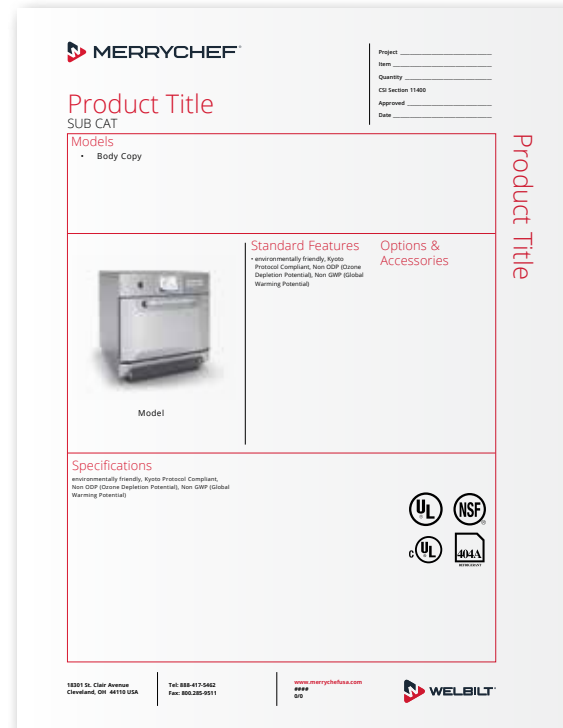 MERRYCHEF®
Project
Item
Quantity
CSI Section 11400
Approved
Date
Product Title
SUB CAT
Product Title
Models
• Body Copy
Standard Features
• environmentally friendly, Kyoto
Protocol Compliant, Non ODP (Ozone
Depletion Potential), Non GWP (Global
Warming Potential)
Options &
Accessories
Model
Specifications
environmentally friendly, Kyoto Protocol Compliant,
Non ODP (Ozone Depletion Potential), Non GWP (Global
Warming Potential)
UL
NSF®
c UL
404A
REFRIGERANT
18301 St. Clair Avenue
Cleveland, OH 44110 USA
Tel: 888-417-5462
Fax: 800.285-9511
www.merrychefusa.com
####
0/0
WELBILT